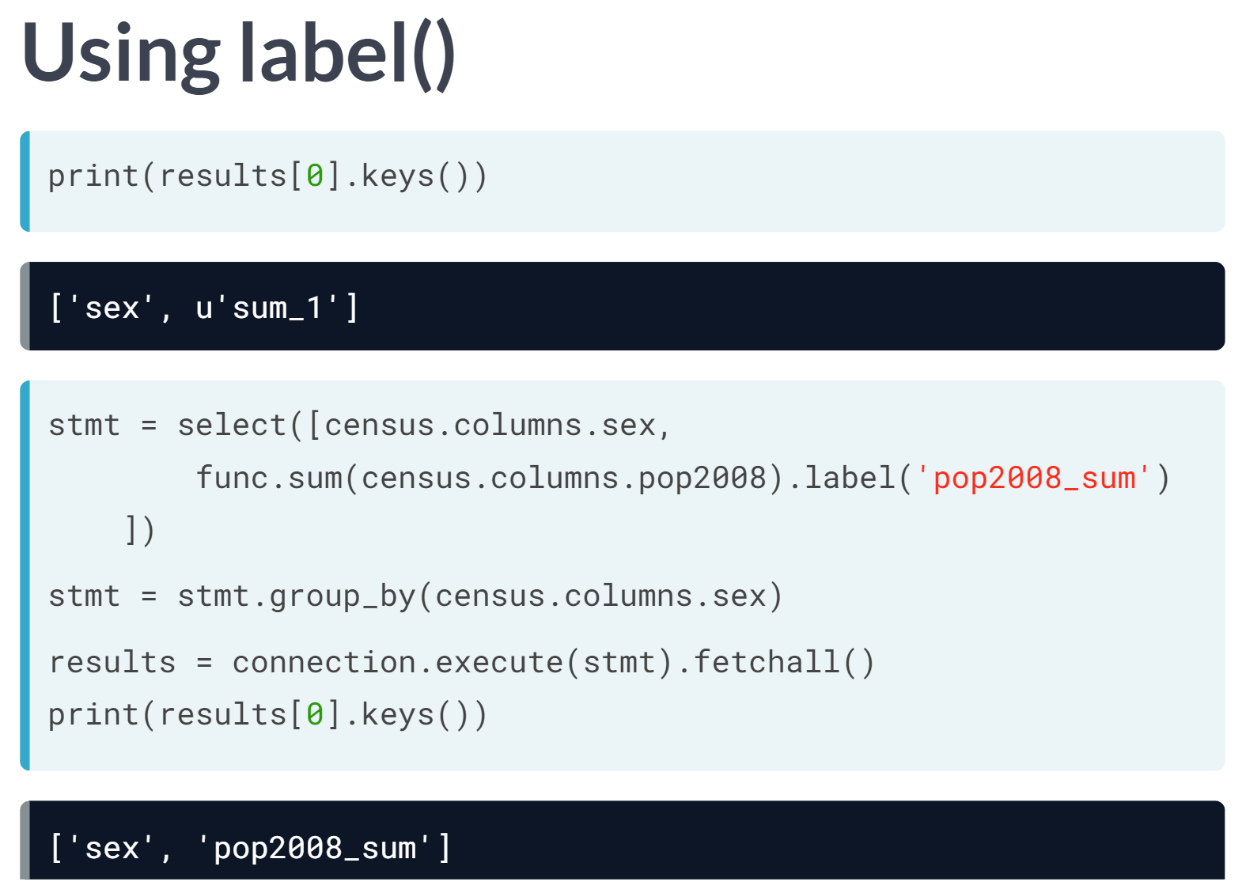 Using label()
print(results[0].keys())
['sex', u'sum_1']
stmt = select([census.columns.sex,
        func.sum(census.columns.pop2008).label('pop2008_sum')
    ])
stmt = stmt.group_by(census.columns.sex)
results = connection.execute(stmt).fetchall()
print(results[0].keys())
['sex', 'pop2008_sum']